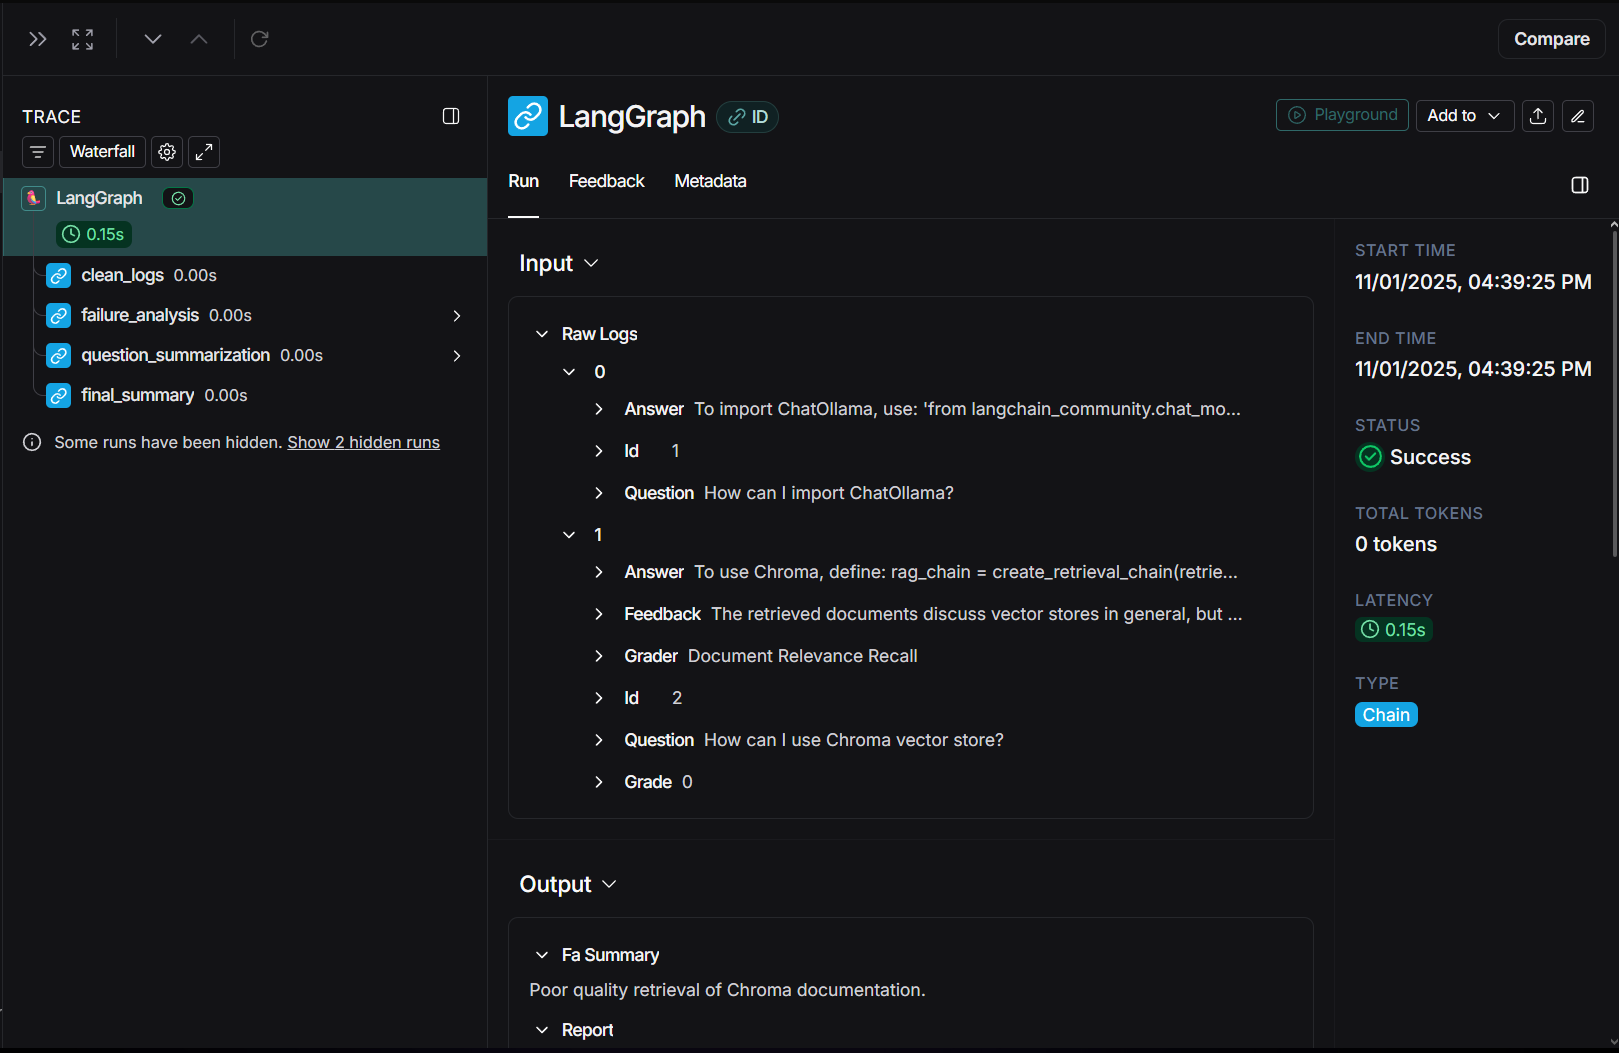 Compare
TRACE
Waterfall
LangGraph
0.15s
clean_logs 0.00s
failure_analysis 0.00s
question_summarization 0.00s
final_summary 0.00s
Some runs have been hidden. Show 2 hidden runs
LangGraph ID
Playground
Add to
Run Feedback Metadata
Input
Raw Logs
0
Answer To import ChatOllama, use: 'from langchain_community.chat_mo...
Id 1
Question How can I import ChatOllama?
1
Answer To use Chroma, define: rag_chain = create_retrieval_chain(retrie...
Feedback The retrieved documents discuss vector stores in general, but ...
Grader Document Relevance Recall
Id 2
Question How can I use Chroma vector store?
Grade 0
Output
Fa Summary
Poor quality retrieval of Chroma documentation.
Report
START TIME
11/01/2025, 04:39:25 PM
END TIME
11/01/2025, 04:39:25 PM
STATUS
Success
TOTAL TOKENS
0 tokens
LATENCY
0.15s
TYPE
Chain